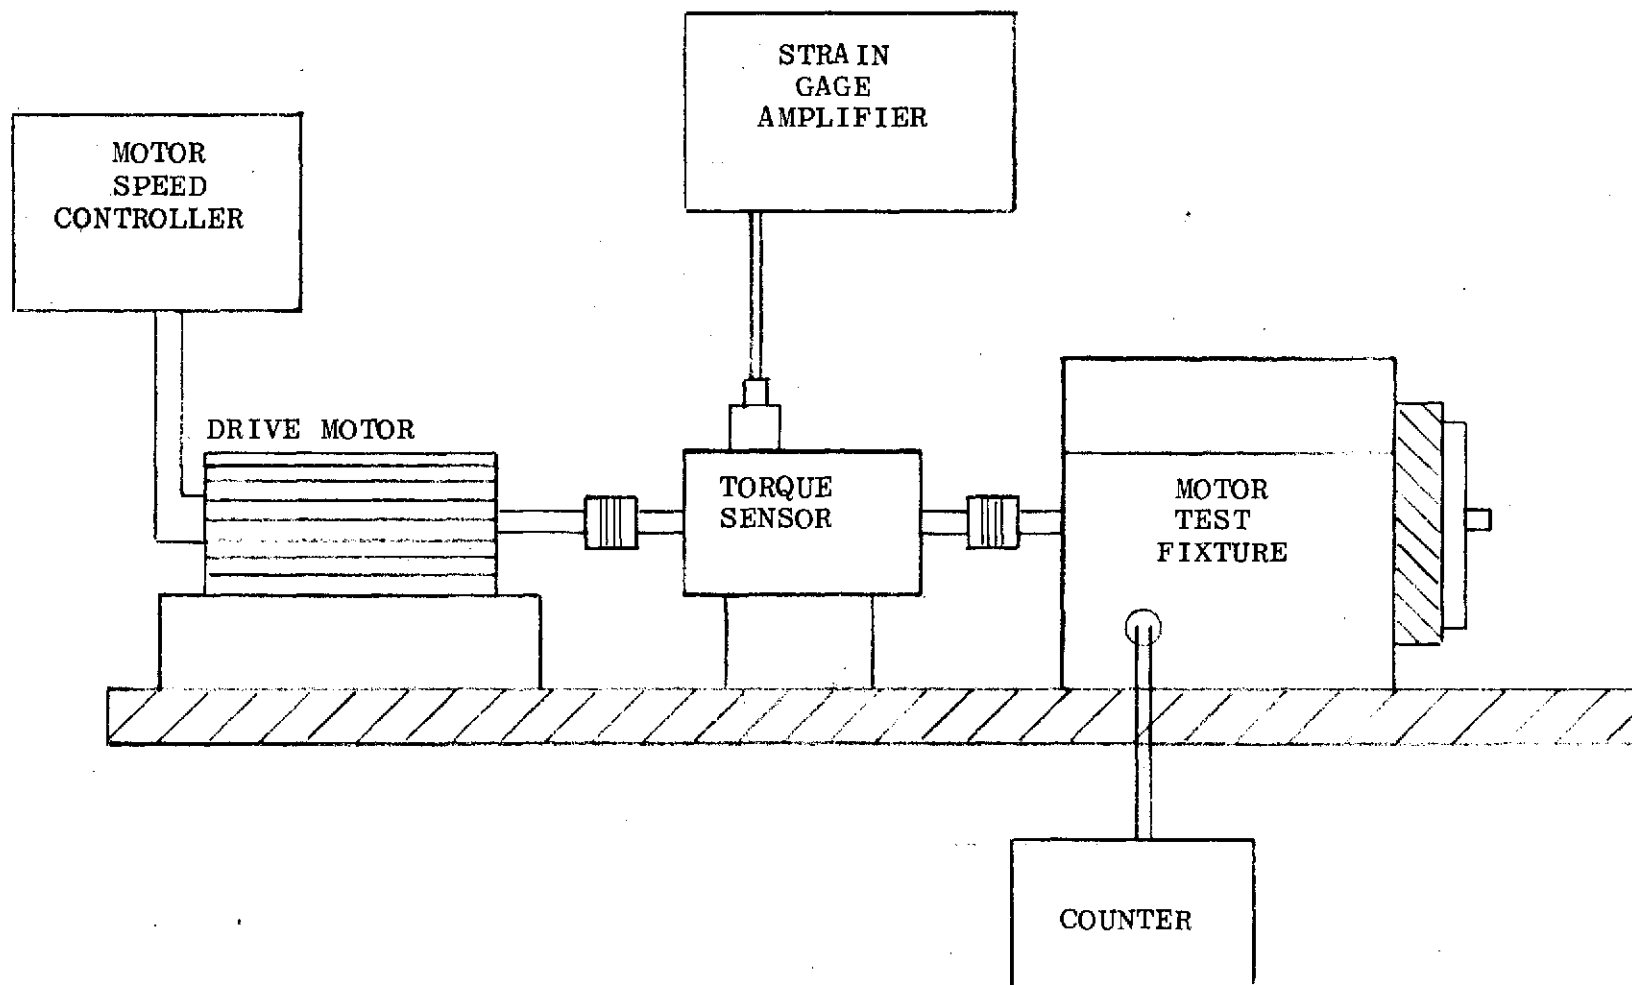 STRAIN
GAGE
AMPLIFIER
MOTOR
SPEED
CONTROLLER
DRIVE MOTOR
TORQUE
SENSOR
MOTOR
TEST
FIXTURE
COUNTER